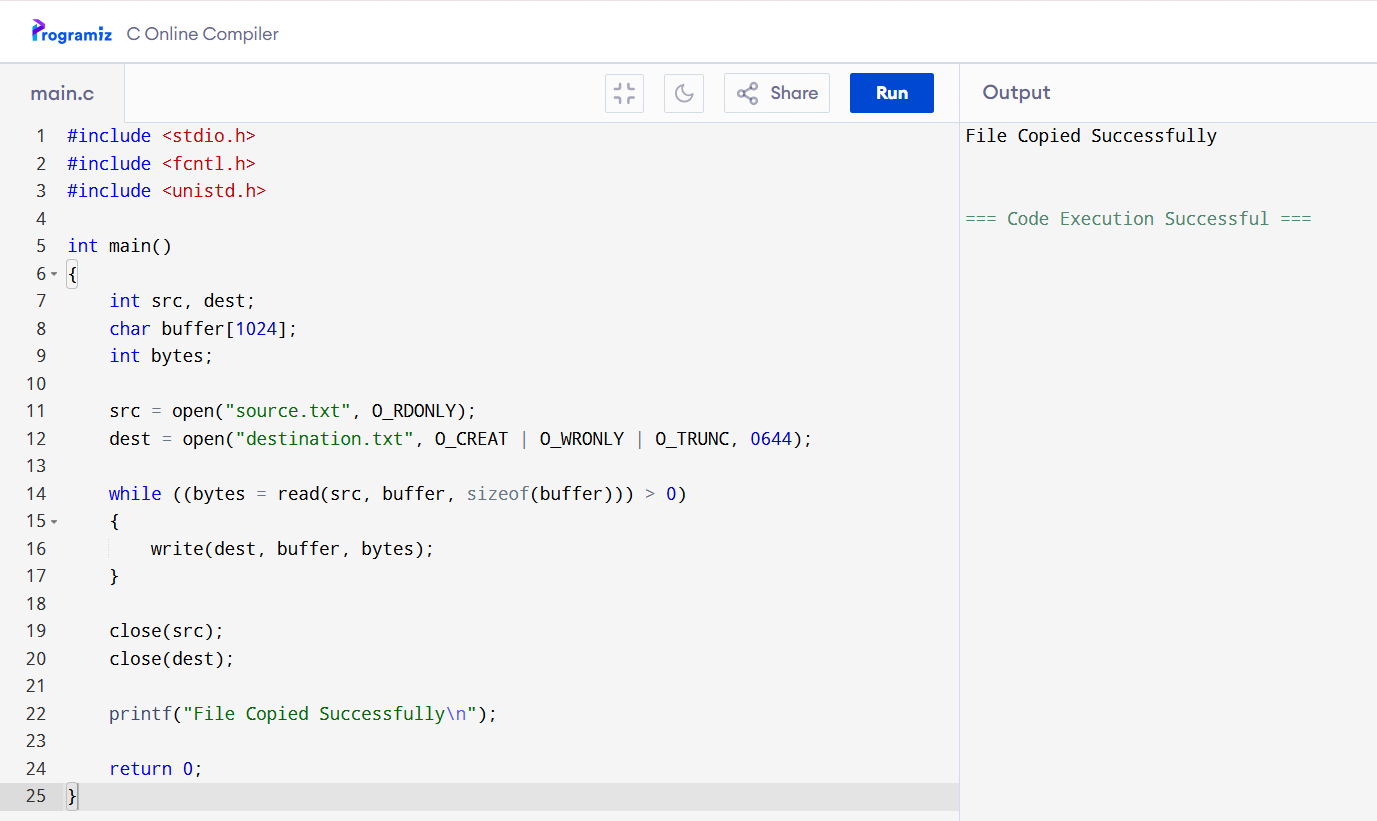 Programiz C Online Compiler
main.c Share Run Output
1 #include <stdio.h>
2 #include <fcntl.h>
3 #include <unistd.h>
4
5 int main()
6 {
7     int src, dest;
8     char buffer[1024];
9     int bytes;
10
11     src = open("source.txt", O_RDONLY);
12     dest = open("destination.txt", O_CREAT | O_WRONLY | O_TRUNC, 0644);
13
14     while ((bytes = read(src, buffer, sizeof(buffer))) > 0)
15     {
16         write(dest, buffer, bytes);
17     }
18
19     close(src);
20     close(dest);
21
22     printf("File Copied Successfully\n");
23
24     return 0;
25 }
File Copied Successfully
=== Code Execution Successful ===